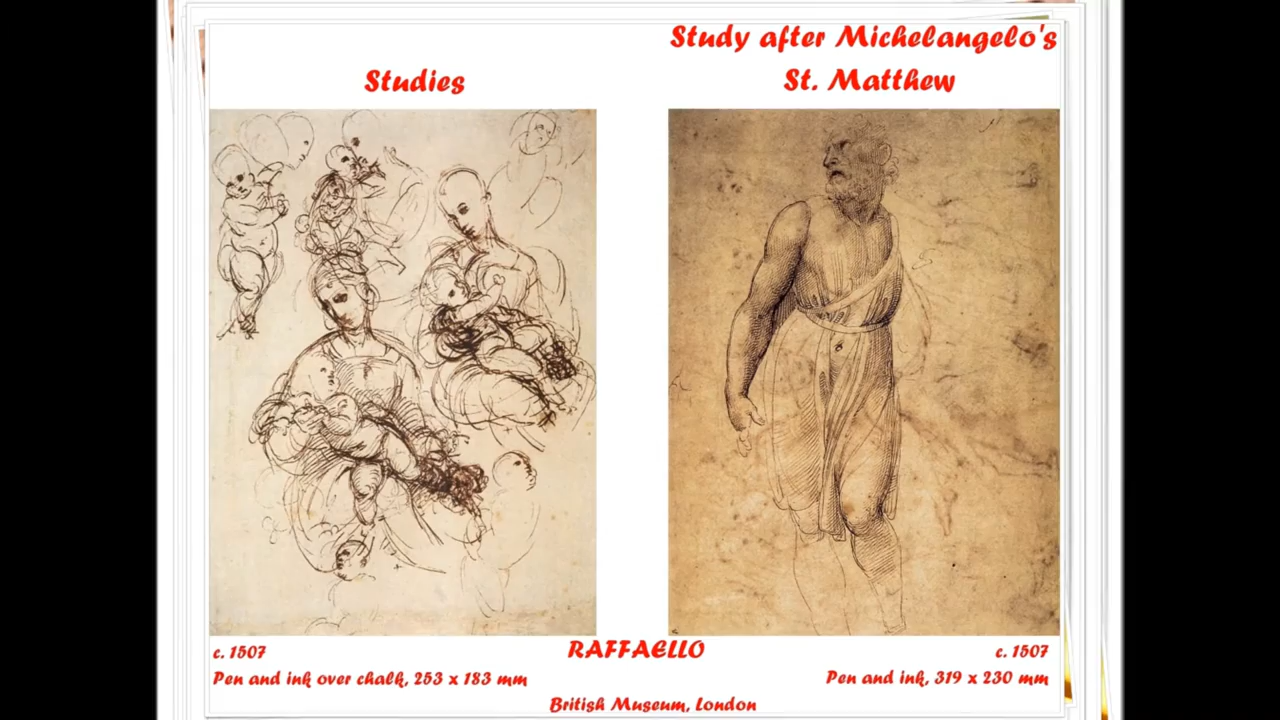 Studies
Study after Michelangelo's
St. Matthew
c. 1507
Pen and ink over chalk, 253 x 183 mm
RAFFAELLO
c. 1507
Pen and ink, 319 x 230 mm
British Museum, London